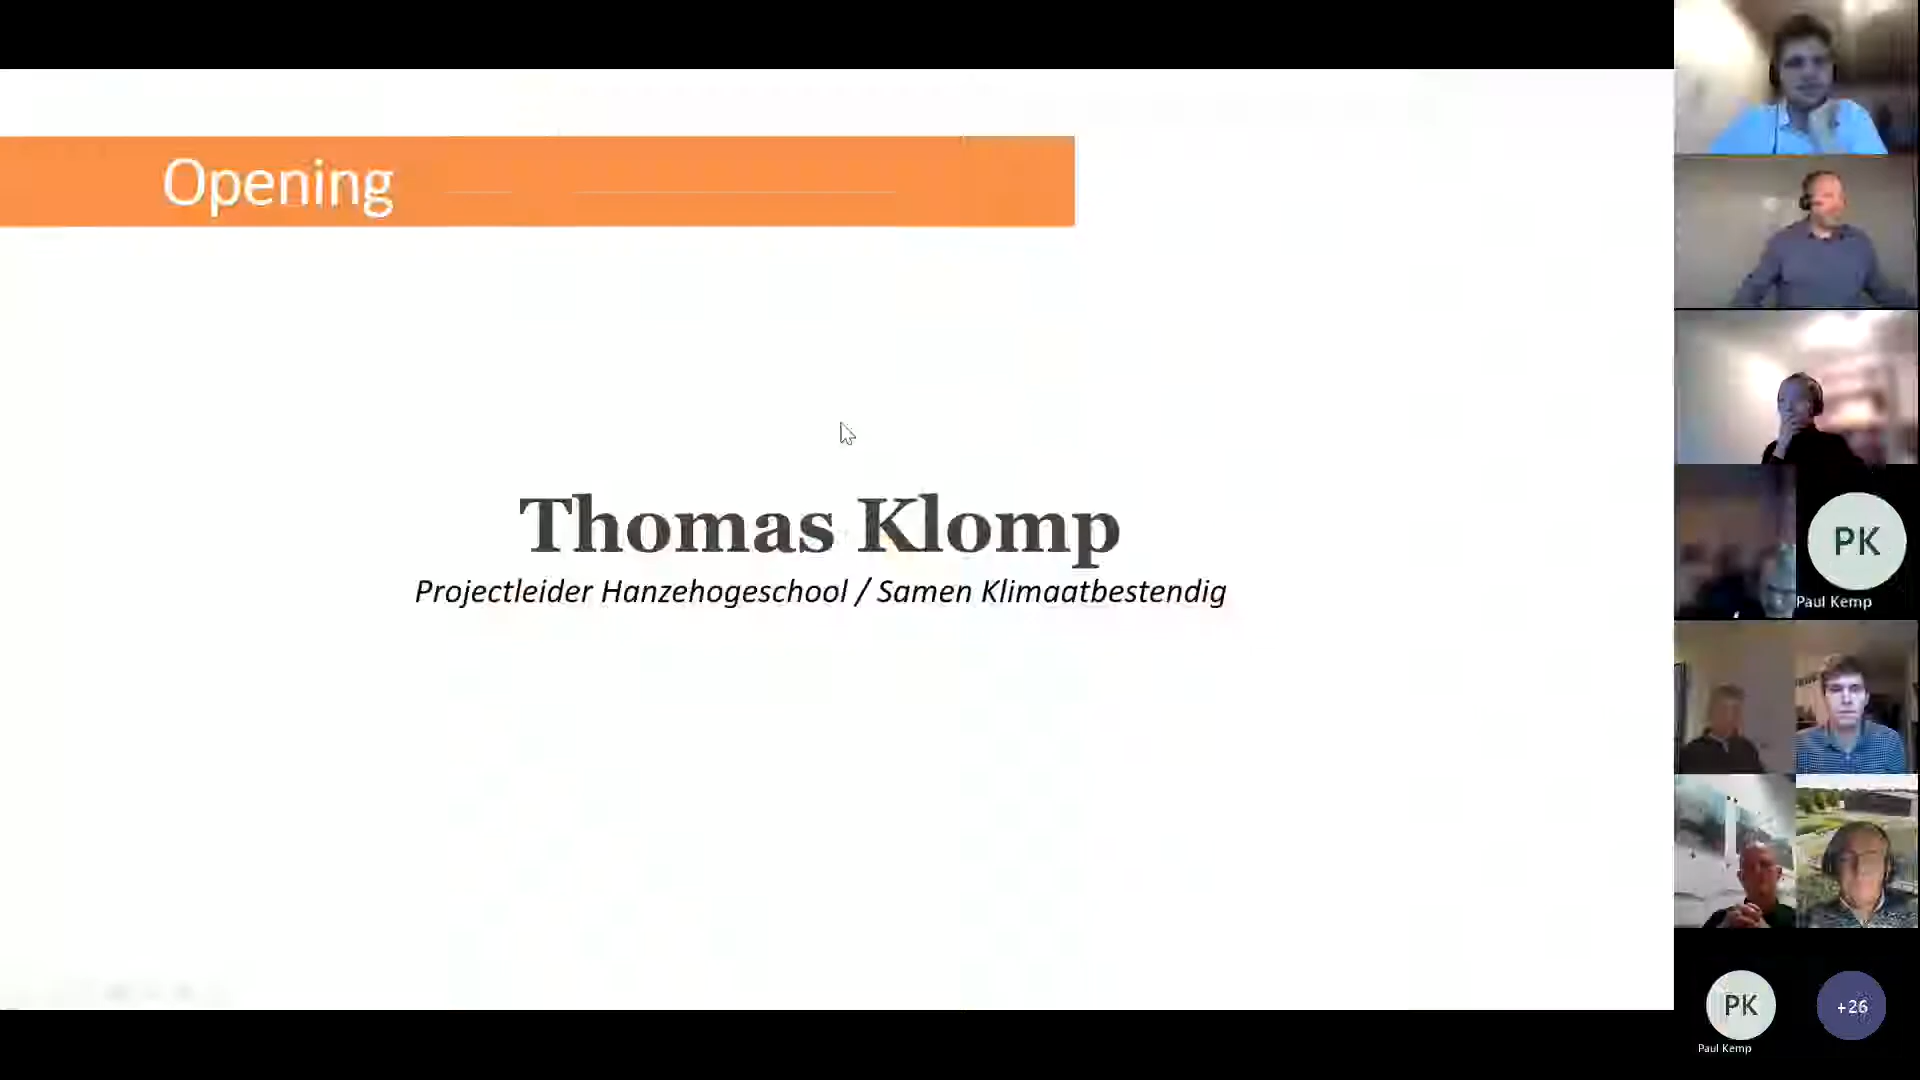 Opening
Thomas Klomp
Projectleider Hanzehogeschool / Samen Klimaatbestendig
PK
Paul Kemp
PK
+26
Paul Kemp